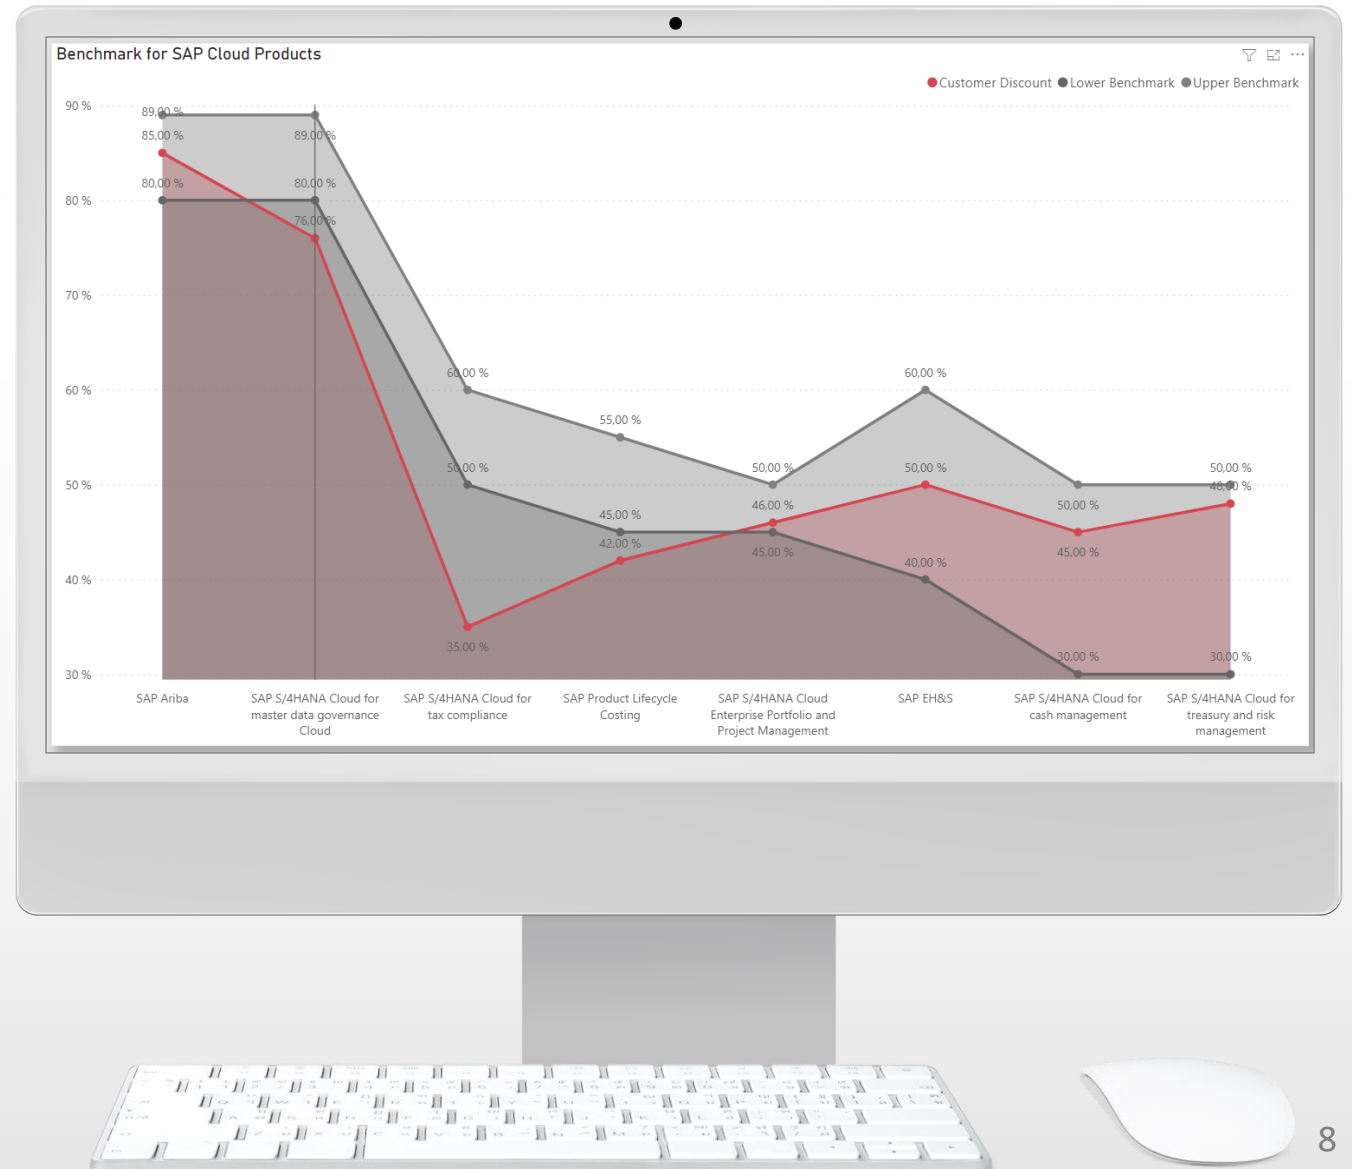 Benchmark for SAP Cloud Products
Customer Discount Lower Benchmark Upper Benchmark
90 %
80 %
70 %
60 %
50 %
40 %
30 %
89,00 %
85,00 %
80,00 %
89,00 %
80,00 %
76,00 %
60,00 %
50,00 %
35,00 %
55,00 %
45,00 %
42,00 %
50,00 %
46,00 %
45,00 %
60,00 %
50,00 %
40,00 %
50,00 %
45,00 %
30,00 %
50,00 %
48,00 %
30,00 %
SAP Ariba
SAP S/4HANA Cloud for
master data governance
Cloud
SAP S/4HANA Cloud for
tax compliance
SAP Product Lifecycle
Costing
SAP S/4HANA Cloud
Enterprise Portfolio and
Project Management
SAP EH&S
SAP S/4HANA Cloud for
cash management
SAP S/4HANA Cloud for
treasury and risk
management
8